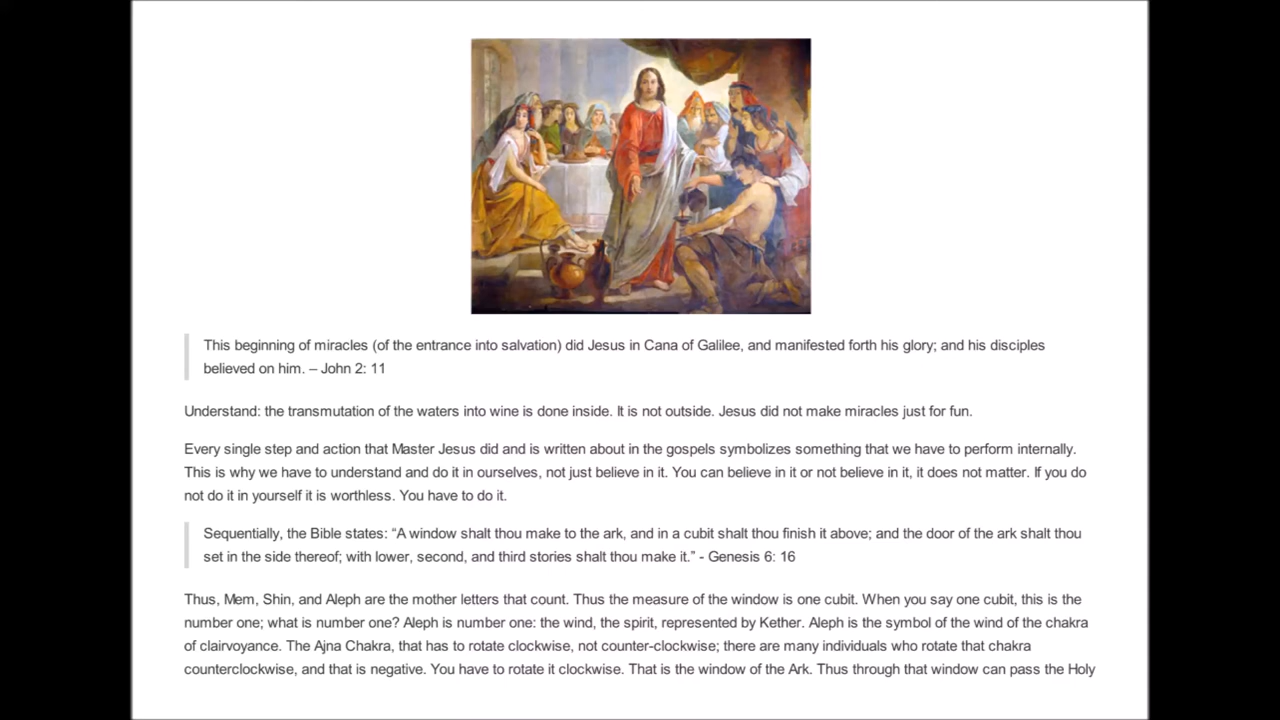 This beginning of miracles (of the entrance into salvation) did Jesus in Cana of Galilee, and manifested forth his glory; and his disciples
believed on him. – John 2: 11
Understand: the transmutation of the waters into wine is done inside. It is not outside. Jesus did not make miracles just for fun.
Every single step and action that Master Jesus did and is written about in the gospels symbolizes something that we have to perform internally.
This is why we have to understand and do it in ourselves, not just believe in it. You can believe in it or not believe in it, it does not matter. If you do
not do it in yourself it is worthless. You have to do it.
Sequentially, the Bible states: “A window shalt thou make to the ark, and in a cubit shalt thou finish it above; and the door of the ark shalt thou
set in the side thereof; with lower, second, and third stories shalt thou make it.” - Genesis 6: 16
Thus, Mem, Shin, and Aleph are the mother letters that count. Thus the measure of the window is one cubit. When you say one cubit, this is the
number one; what is number one? Aleph is number one: the wind, the spirit, represented by Kether. Aleph is the symbol of the wind of the chakra
of clairvoyance. The Ajna Chakra, that has to rotate clockwise, not counter-clockwise; there are many individuals who rotate that chakra
counterclockwise, and that is negative. You have to rotate it clockwise. That is the window of the Ark. Thus through that window can pass the Holy